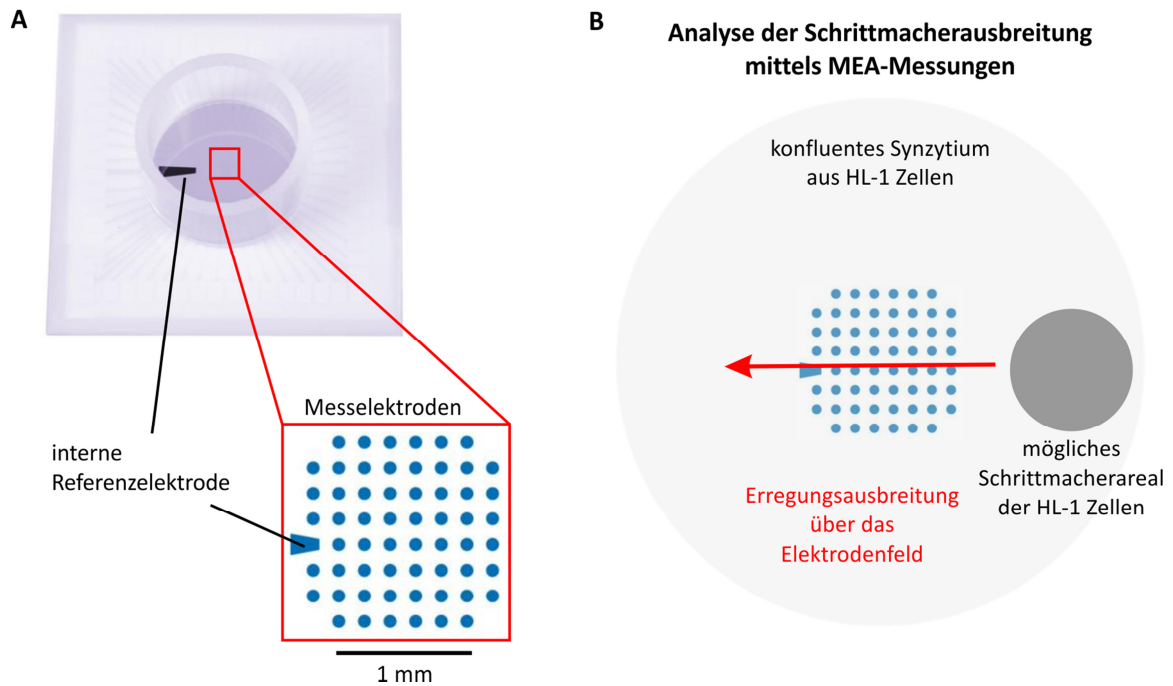 A
interne
Referenzelektrode
Messelektroden
1 mm
B
Analyse der Schrittmacherausbreitung
mittels MEA-Messungen
konfluentes Synzytium
aus HL-1 Zellen
mögliches
Schrittmacherareal
der HL-1 Zellen
Erregungsausbreitung
über das
Elektrodenfeld